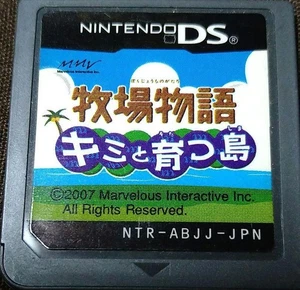 NINTENDO DS®
MMV
Marvelous Interactive Inc.
ぼくじょうものがたり
牧場物語
キミと育つ島
©2007 Marvelous Interactive Inc.
All Rights Reserved.
NTR-ABJJ-JPN